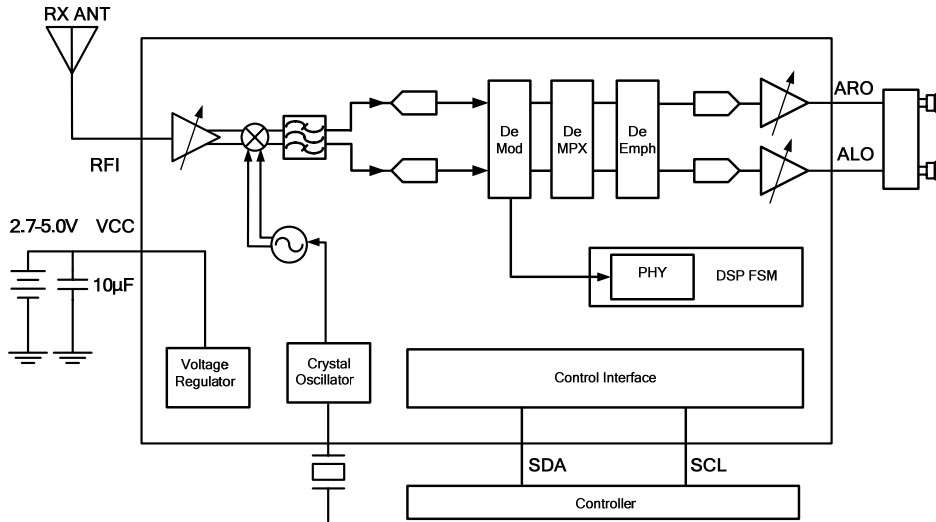 RX ANT
RFI
2.7-5.0V
VCC
10µF
De
Mod
De
MPX
De
Emph
ARO
ALO
PHY
DSP FSM
Voltage
Regulator
Crystal
Oscillator
Control Interface
SDA
SCL
Controller